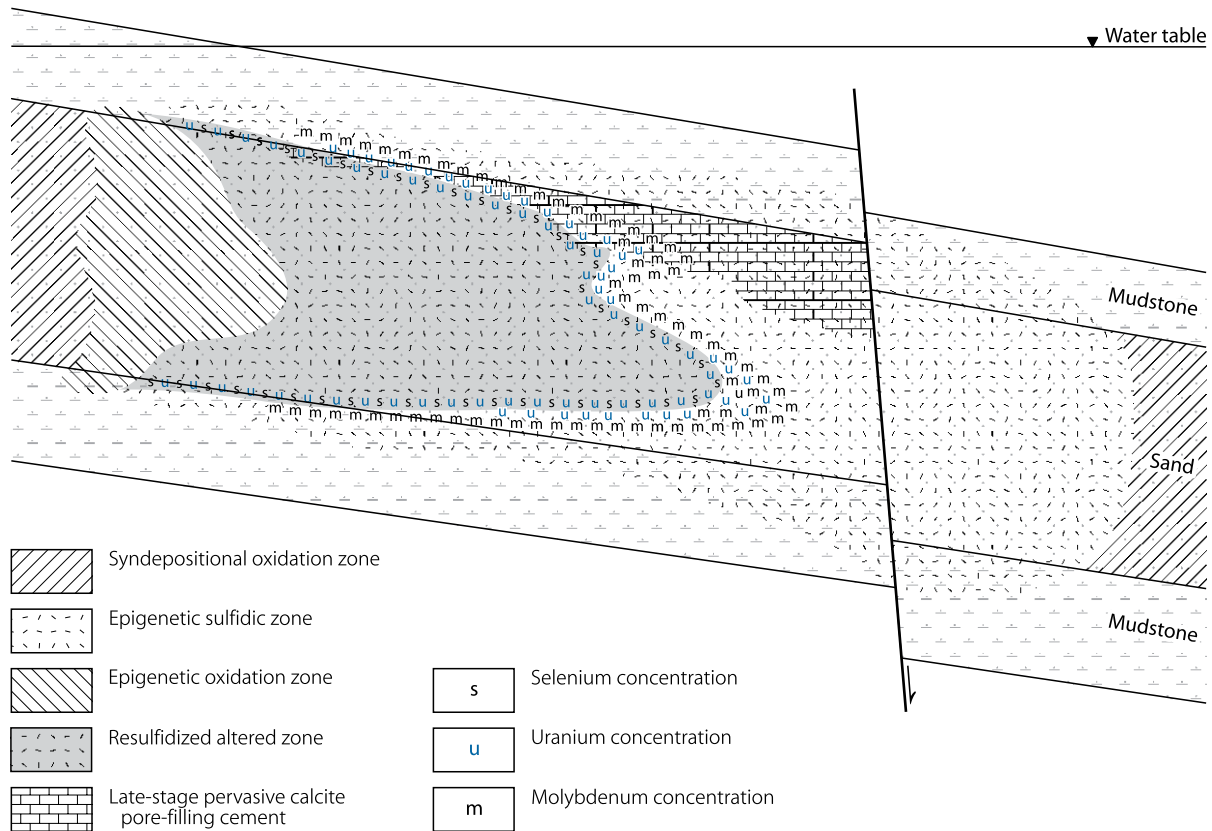 Water table
Mudstone
Sand
Mudstone
Syndepositional oxidation zone
Epigenetic sulfidic zone
Epigenetic oxidation zone
Resulfidized altered zone
Late-stage pervasive calcite
pore-filling cement
s
Selenium concentration
u
Uranium concentration
m
Molybdenum concentration